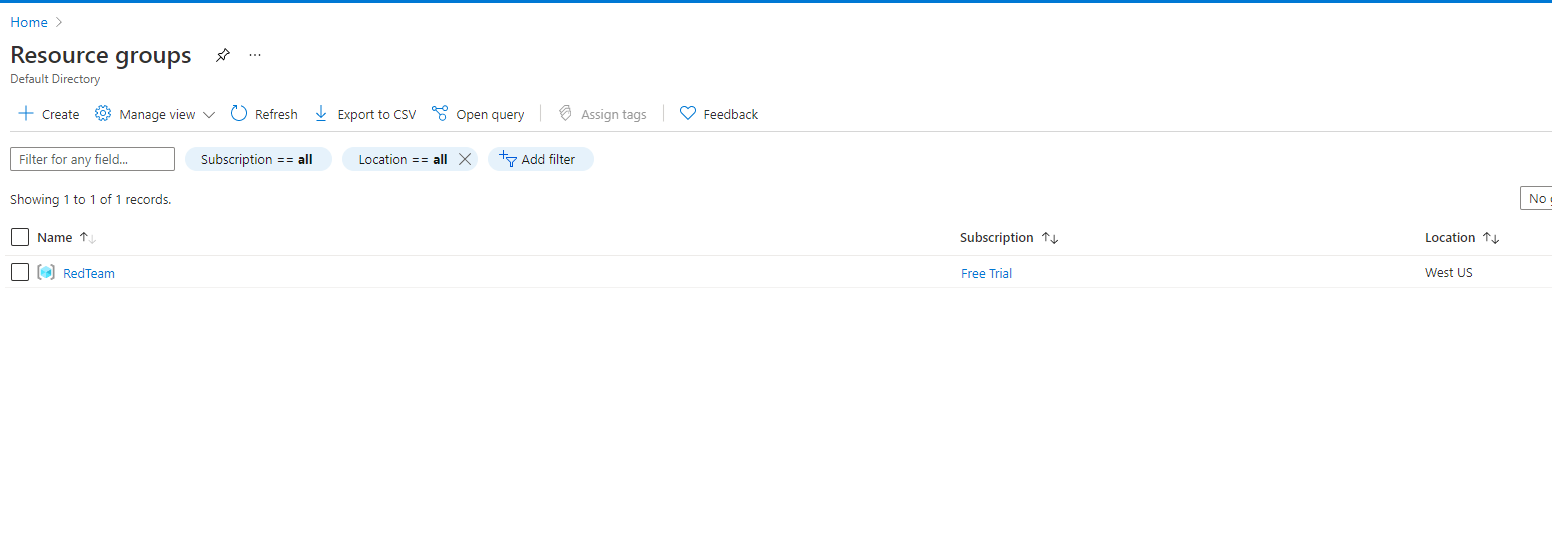 Home
Resource groups
Default Directory
Create Manage view Refresh Export to CSV Open query Assign tags Feedback
Filter for any field... Subscription == all Location == all Add filter
Showing 1 to 1 of 1 records. No
Name Subscription Location
RedTeam Free Trial West US